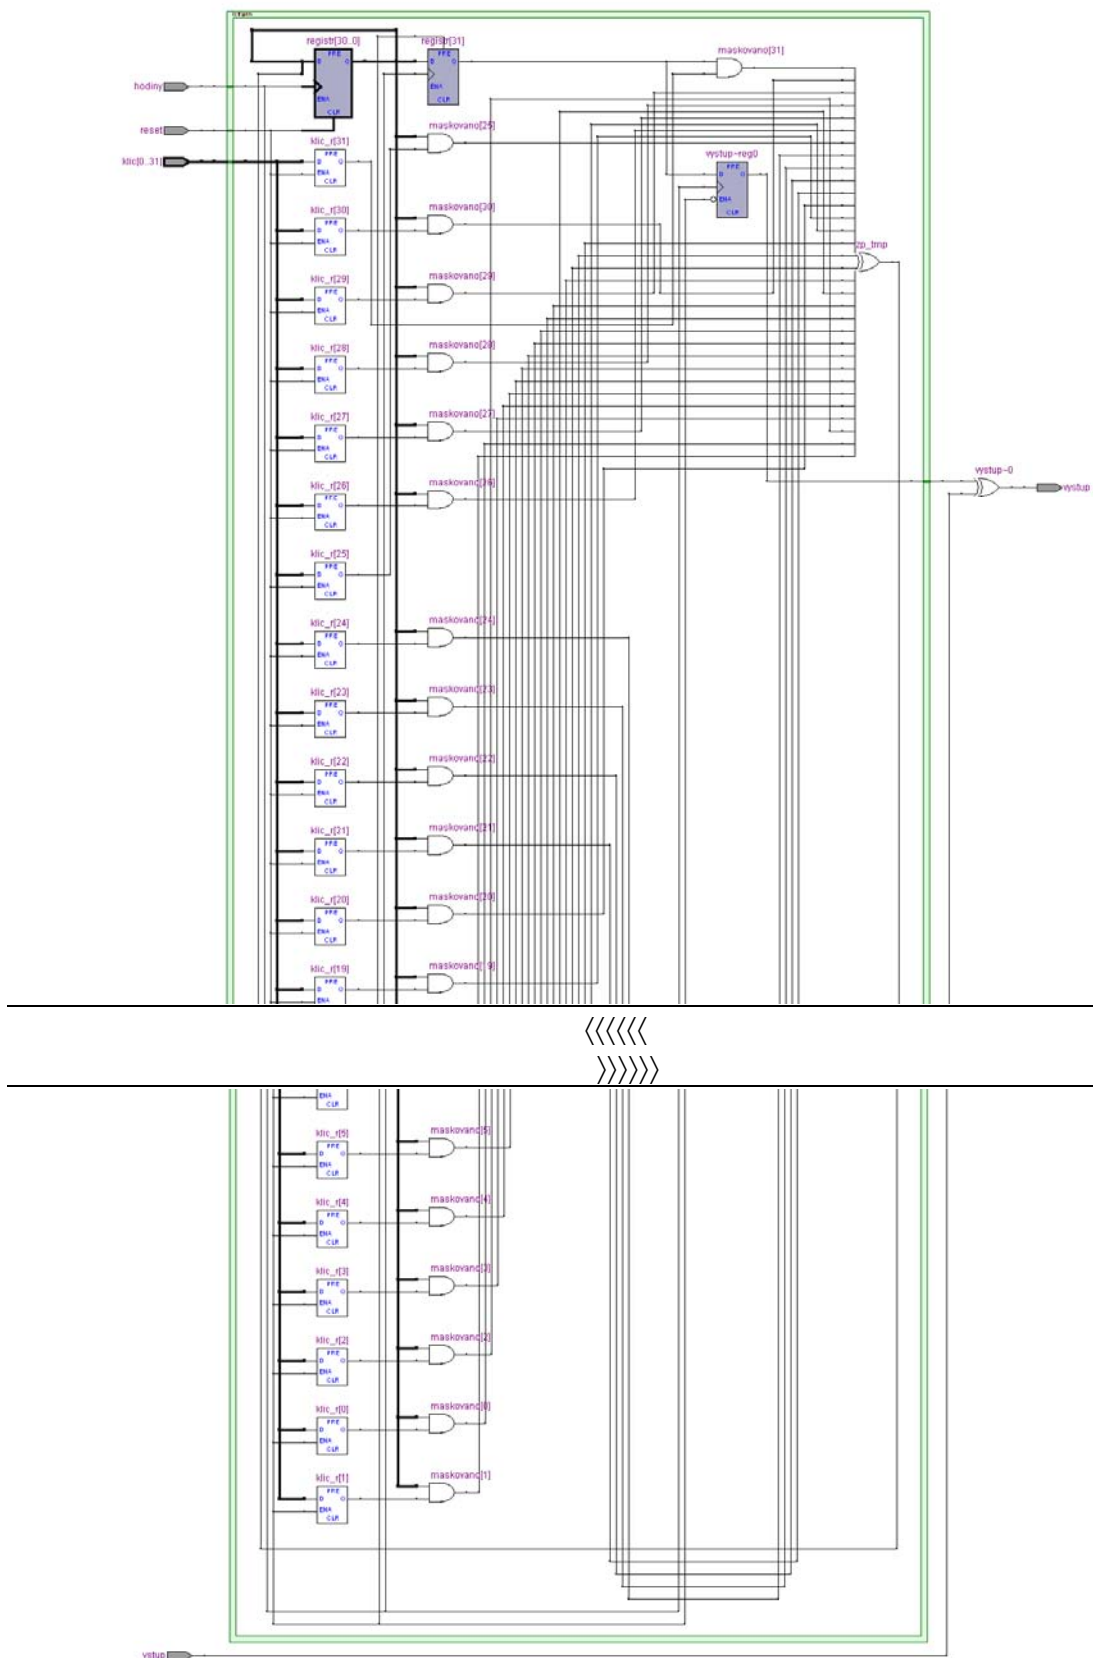 registr[30..0]
registr[31]
maskovano[31]
hodiny
reset
klic[0..31]
klic_r[31]
maskovano[25]
vystup~reg0
klic_r[30]
maskovano[30]
zp_tmp
klic_r[29]
maskovano[29]
klic_r[28]
maskovano[28]
klic_r[27]
maskovano[27]
klic_r[26]
maskovano[26]
vystup~0
vystup
klic_r[25]
klic_r[24]
maskovano[24]
klic_r[23]
maskovano[23]
klic_r[22]
maskovano[22]
klic_r[21]
maskovano[21]
klic_r[20]
maskovano[20]
klic_r[19]
maskovano[19]
klic_r[5]
maskovano[5]
klic_r[4]
maskovano[4]
klic_r[3]
maskovano[3]
klic_r[2]
maskovano[2]
klic_r[0]
maskovano[0]
klic_r[1]
maskovano[1]
vstup